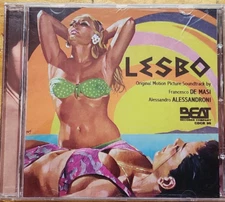 LESBO
Original Motion Picture Soundtrack by
Francesco DE MASI
Alessandro ALESSANDRONI
BEAT